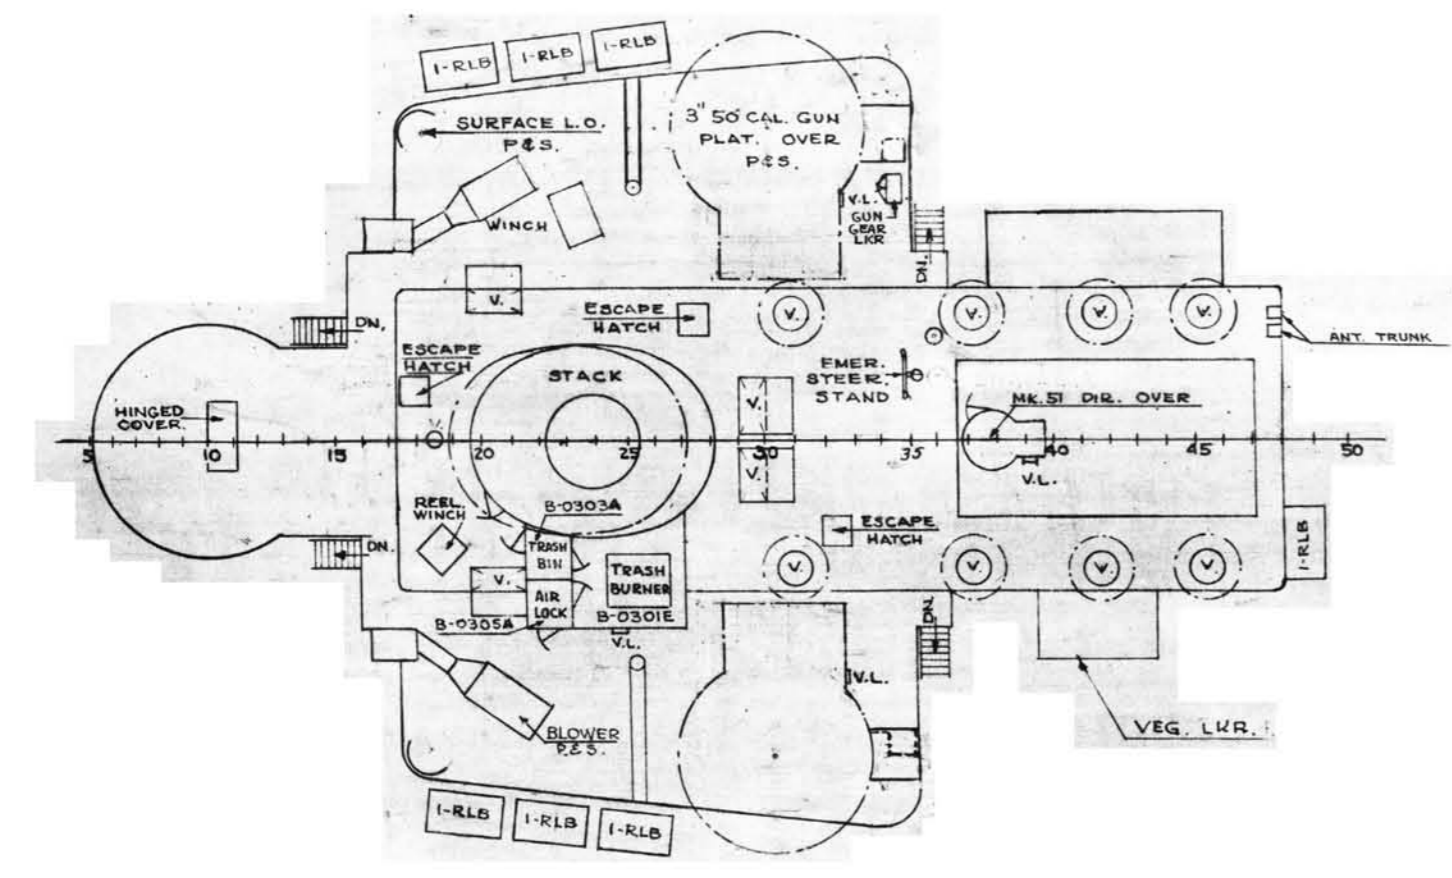 1-RLB
1-RLB
1-RLB
SURFACE L.O.
P&S.
3" 50 CAL. GUN
PLAT. OVER
P&S.
WINCH
V.L.
GUN
GEAR
LKR
DN.
V.
ESCAPE
HATCH
V.
V.
V.
V.
DN.
ANT. TRUNK
ESCAPE
HATCH
STACK
EMER.
STEER.
STAND
HINGED
COVER.
V.
MK.51 DIR. OVER
5
10
15
20
25
30
35
40
45
50
V.
V.L.
REEL.
WINCH
B-0303A
ESCAPE
HATCH
1-RLB
DN.
TRASH
BIN
TRASH
BURNER
V.
V.
V.
V.
V.
AIR
LOCK
B-0305A
B-0301E
DN.
V.L.
V.L.
BLOWER
P.&S.
VEG. LKR.
1-RLB
1-RLB
1-RLB